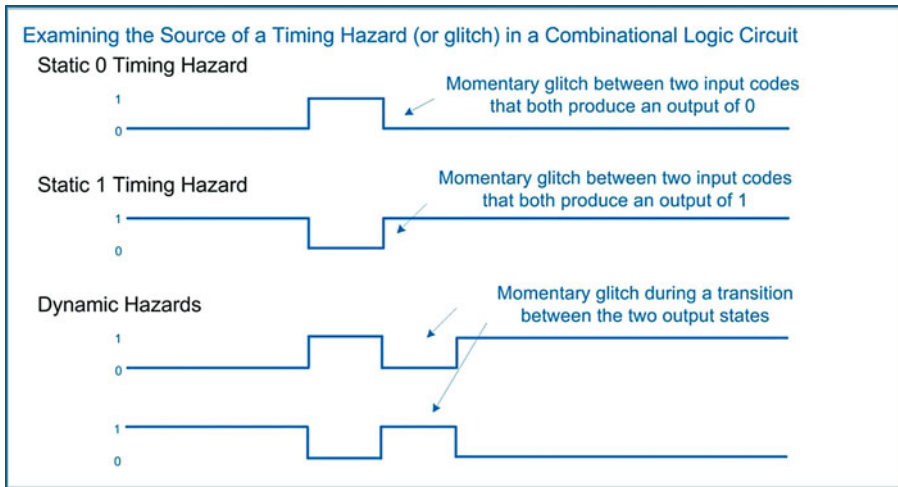 Examining the Source of a Timing Hazard (or glitch) in a Combinational Logic Circuit
Static 0 Timing Hazard
Momentary glitch between two input codes
that both produce an output of 0
1
0
Static 1 Timing Hazard
Momentary glitch between two input codes
that both produce an output of 1
1
0
Dynamic Hazards
Momentary glitch during a transition
between the two output states
1
0
1
0